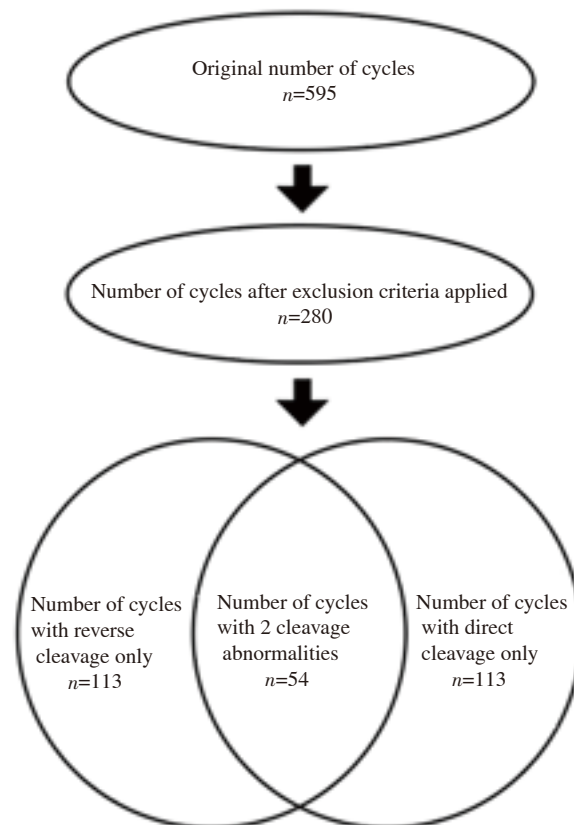 Original number of cycles
n=595
Number of cycles after exclusion criteria applied
n=280
Number of cycles
with reverse
cleavage only
n=113
Number of cycles
with 2 cleavage
abnormalities
n=54
Number of cycles
with direct
cleavage only
n=113